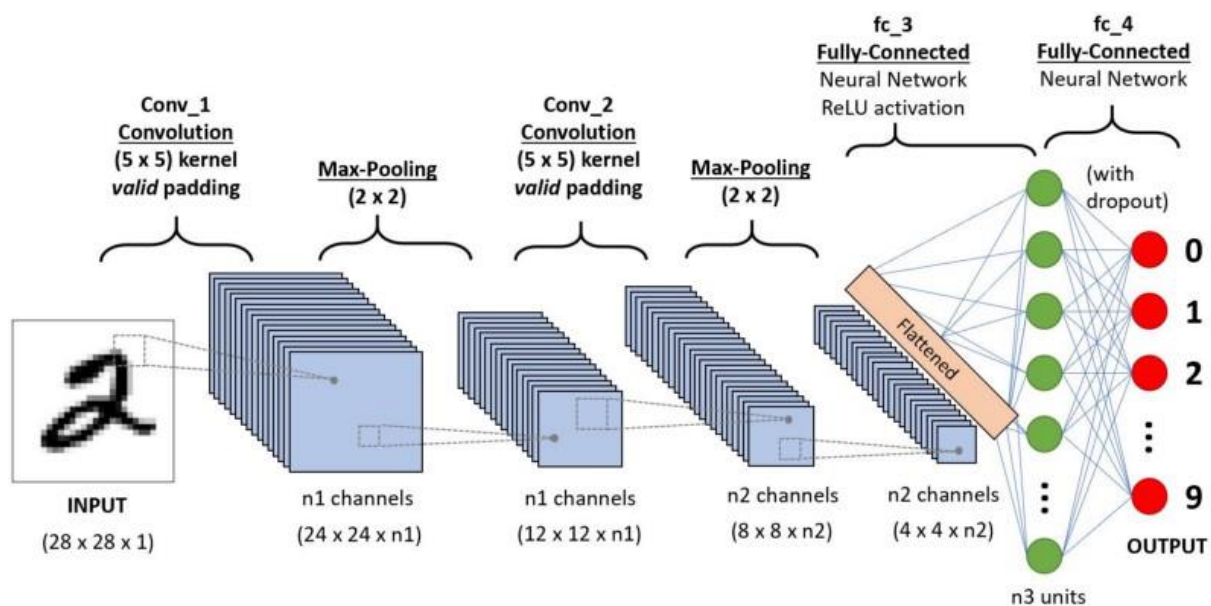 Conv_1
Convolution
(5 x 5) kernel
valid padding
Max-Pooling
(2 x 2)
Conv_2
Convolution
(5 x 5) kernel
valid padding
Max-Pooling
(2 x 2)
fc_3
Fully-Connected
Neural Network
ReLU activation
fc_4
Fully-Connected
Neural Network
(with
dropout)
INPUT
(28 x 28 x 1)
n1 channels
(24 x 24 x n1)
n1 channels
(12 x 12 x n1)
n2 channels
(8 x 8 x n2)
n2 channels
(4 x 4 x n2)
Flattened
n3 units
0
1
2
9
OUTPUT
2